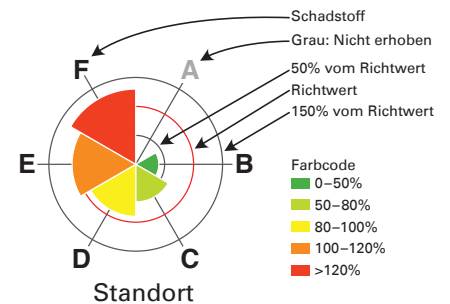 Schadstoff
Grau: Nicht erhoben
50% vom Richtwert
Richtwert
150% vom Richtwert
F
A
E
B
D
C
Standort
Farbcode
0–50%
50–80%
80–100%
100–120%
>120%